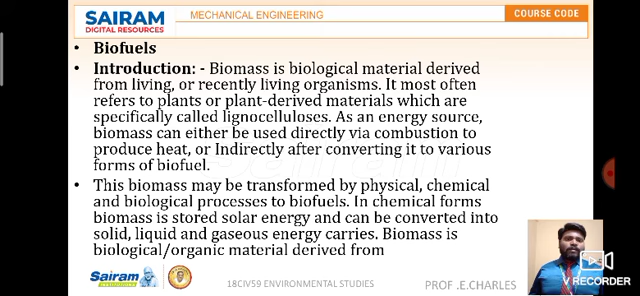 SAIRAM
DIGITAL RESOURCES
MECHANICAL ENGINEERING
COURSE CODE
• Biofuels
• Introduction: - Biomass is biological material derived
from living, or recently living organisms. It most often
refers to plants or plant-derived materials which are
specifically called lignocelluloses. As an energy source,
biomass can either be used directly via combustion to
produce heat, or Indirectly after converting it to various
forms of biofuel.
• This biomass may be transformed by physical, chemical
and biological processes to biofuels. In chemical forms
biomass is stored solar energy and can be converted into
solid, liquid and gaseous energy carries. Biomass is
biological/organic material derived from
Sairam
18CIV59 ENVIRONMENTAL STUDIES
PROF .E.CHARLES
V RECORDER